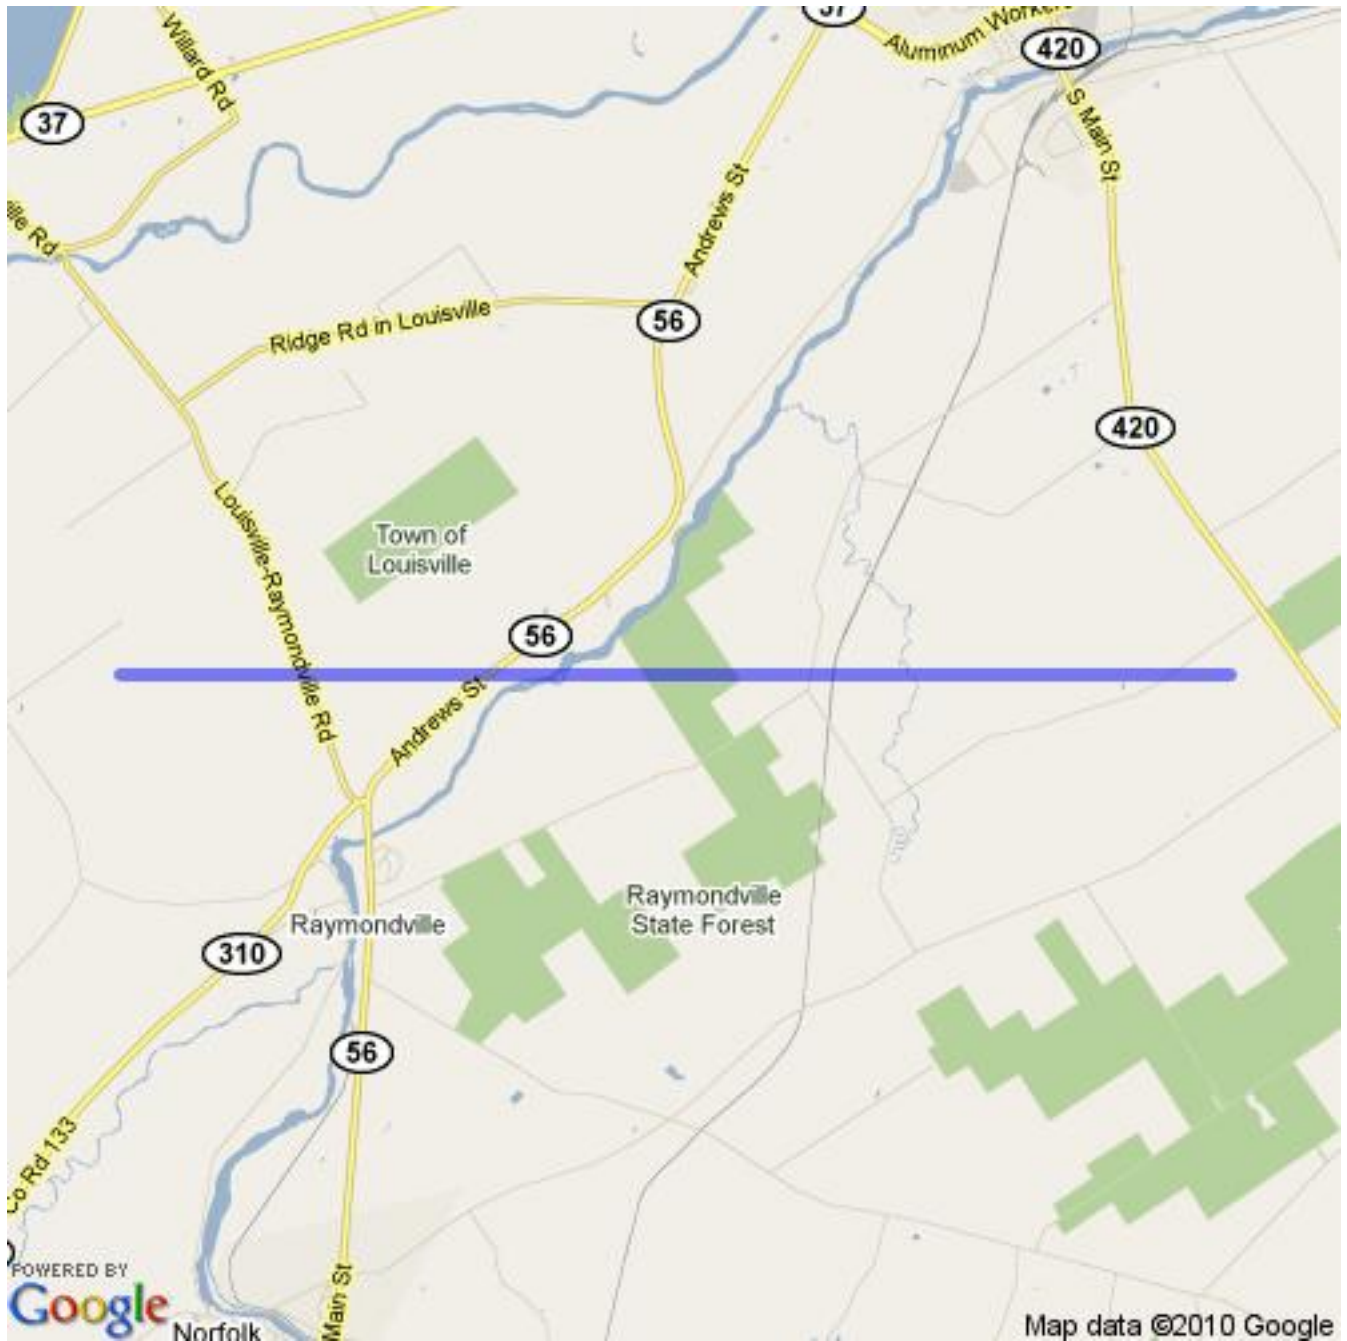 37
Aluminum Workers
420
Willard Rd
37
S Main St
ille Rd
Andrews St
Ridge Rd in Louisville
56
420
Louisville-Raymondville Rd
Town of
Louisville
56
Andrews St
Raymondville
State Forest
Raymondville
310
56
Co Rd 133
Main St
POWERED BY
Google
Norfolk
Map data ©2010 Google